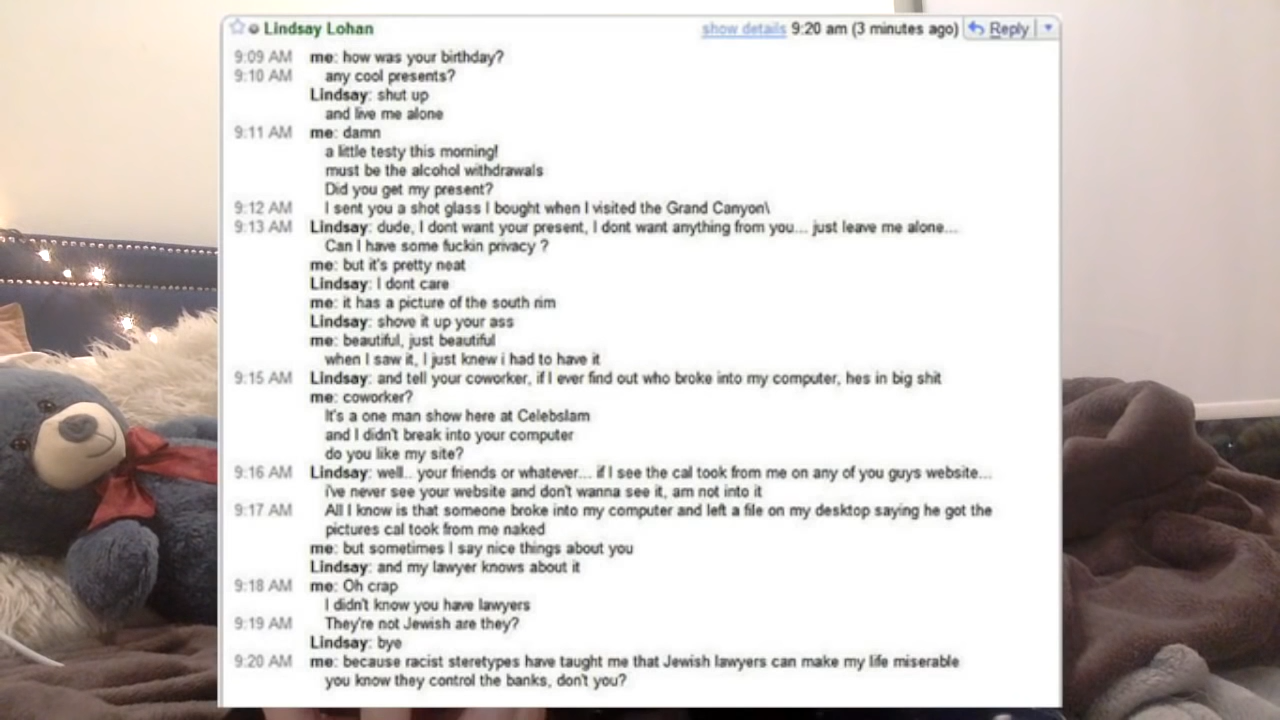 Lindsay Lohan show details 9:20 am (3 minutes ago) Reply
9:09 AM me: how was your birthday?
9:10 AM any cool presents?
Lindsay: shut up
and live me alone
9:11 AM me: damn
a little testy this morning!
must be the alcohol withdrawals
Did you get my present?
9:12 AM I sent you a shot glass I bought when I visited the Grand Canyon\
9:13 AM Lindsay: dude, I dont want your present, I dont want anything from you... just leave me alone...
Can I have some fuckin privacy ?
me: but it's pretty neat
Lindsay: I dont care
me: it has a picture of the south rim
Lindsay: shove it up your ass
me: beautiful, just beautiful
when I saw it, I just knew i had to have it
9:15 AM Lindsay: and tell your coworker, if I ever find out who broke into my computer, hes in big shit
me: coworker?
It's a one man show here at Celebslam
and I didn't break into your computer
do you like my site?
9:16 AM Lindsay: well.. your friends or whatever... if I see the cal took from me on any of you guys website...
i've never see your website and don't wanna see it, am not into it
9:17 AM All I know is that someone broke into my computer and left a file on my desktop saying he got the
pictures cal took from me naked
me: but sometimes I say nice things about you
Lindsay: and my lawyer knows about it
9:18 AM me: Oh crap
I didn't know you have lawyers
9:19 AM They're not Jewish are they?
Lindsay: bye
9:20 AM me: because racist steretypes have taught me that Jewish lawyers can make my life miserable
you know they control the banks, don't you?